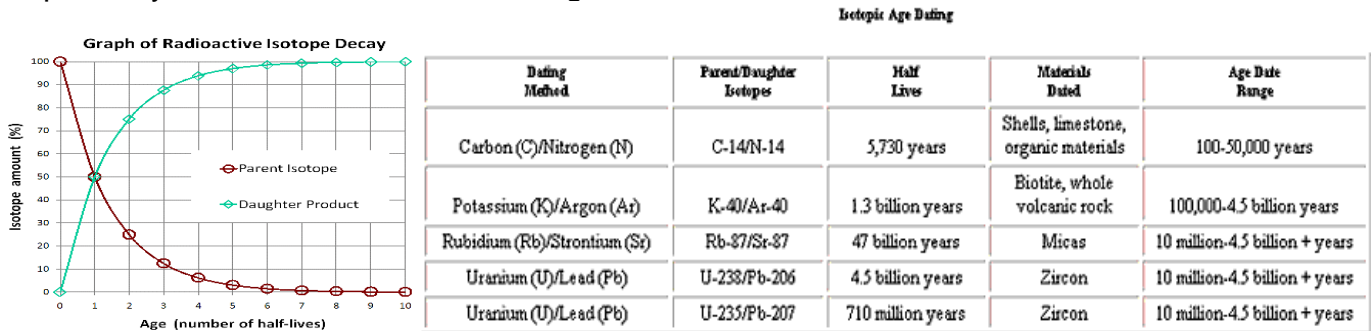 Isotopic Age Dating
Graph of Radioactive Isotope Decay
Isotope amount (%)
100
90
80
70
60
50
40
30
20
10
0
Parent Isotope
Daughter Product
0 1 2 3 4 5 6 7 8 9 10
Age (number of half-lives)
Dating Parent/Daughter Half Materials Age Date
Method Isotopes Lives Dated Range
Shells, limestone,
Carbon (C)/Nitrogen (N) C-14/N-14 5,730 years organic materials 100-50,000 years
Biotite, whole
Potassium (K)/Argon (Ar) K-40/Ar-40 1.3 billion years volcanic rock 100,000-4.5 billion years
Rubidium (Rb)/Strontium (Sr) Rb-87/Sr-87 47 billion years Micas 10 million-4.5 billion + years
Uranium (U)/Lead (Pb) U-238/Pb-206 4.5 billion years Zircon 10 million-4.5 billion + years
Uranium (U)/Lead (Pb) U-235/Pb-207 710 million years Zircon 10 million-4.5 billion + years